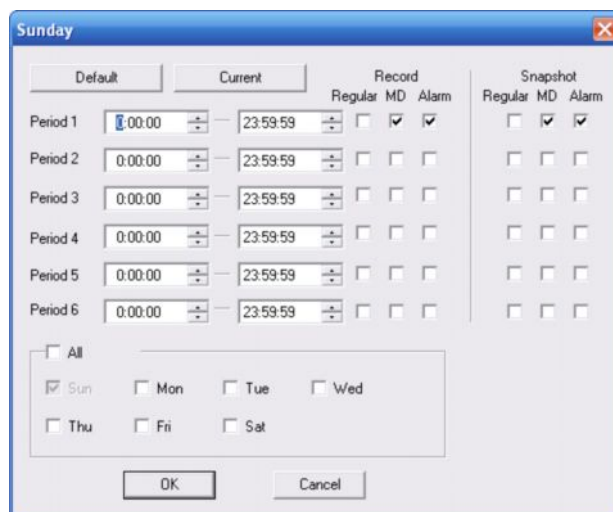 Sunday
Default Current Record Snapshot
Regular MD Alarm Regular MD Alarm
Period 1 0:00:00 23:59:59
Period 2 0:00:00 23:59:59
Period 3 0:00:00 23:59:59
Period 4 0:00:00 23:59:59
Period 5 0:00:00 23:59:59
Period 6 0:00:00 23:59:59
All
Sun Mon Tue Wed
Thu Fri Sat
OK Cancel